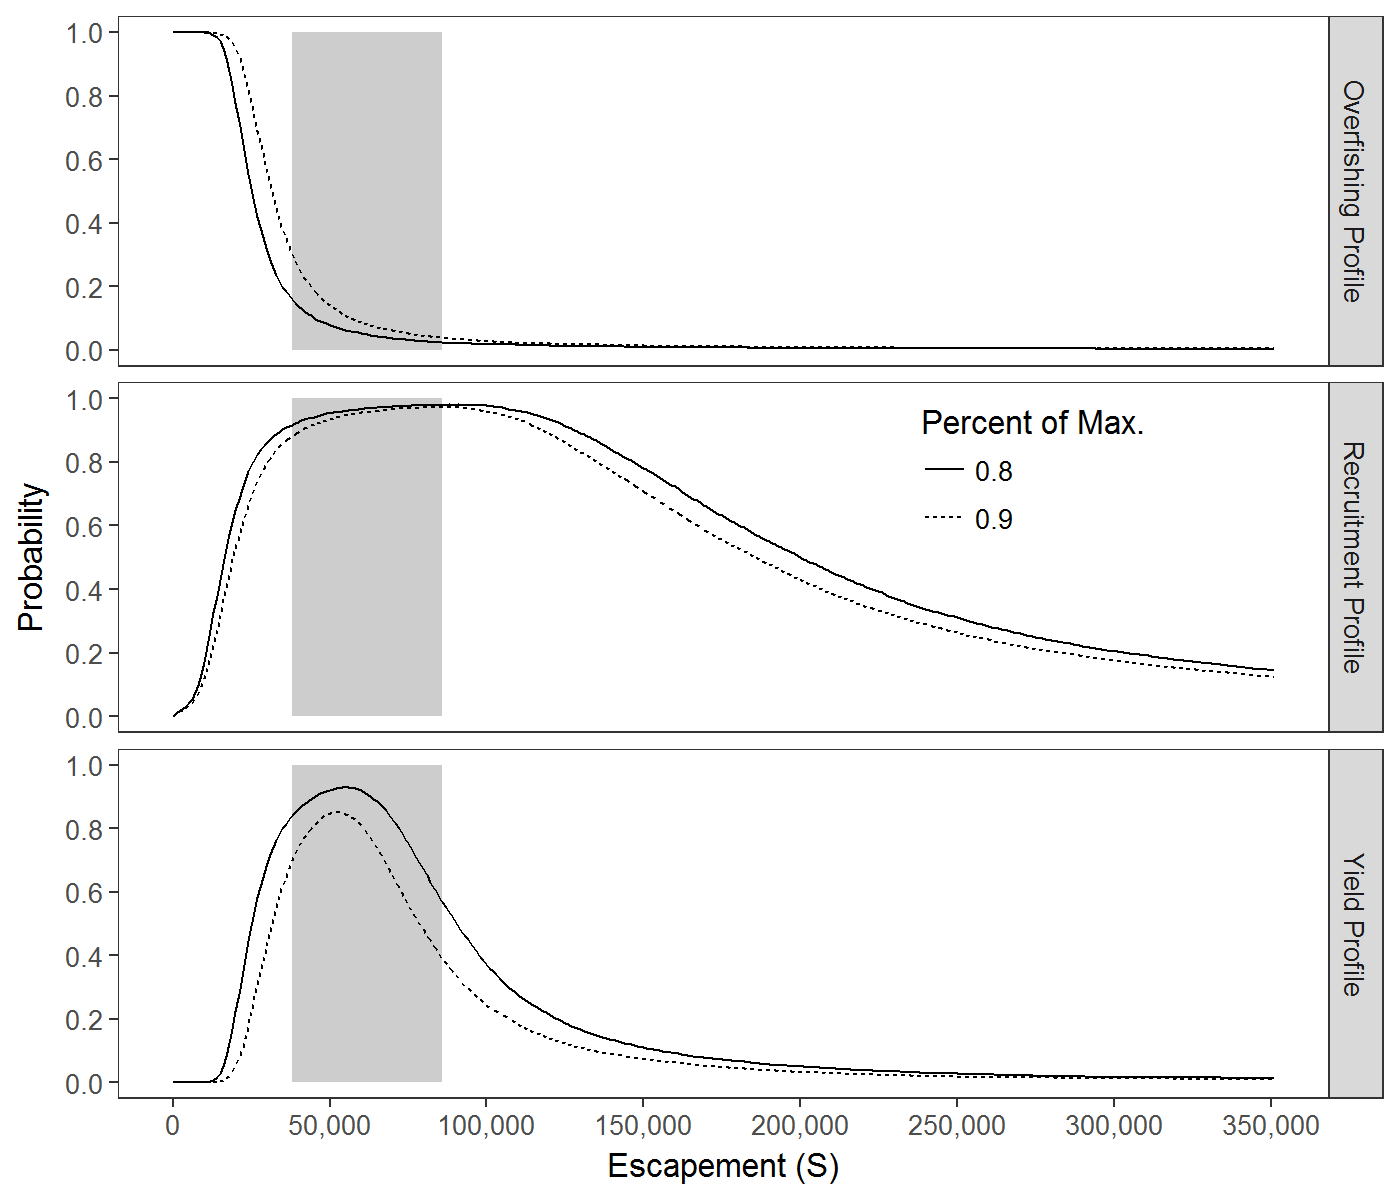 1.0
0.8
0.6
0.4
0.2
0.0
Overfishing Profile
1.0
0.8
0.6
0.4
0.2
0.0
Percent of Max.
0.8
0.9
Recruitment Profile
Probability
1.0
0.8
0.6
0.4
0.2
0.0
Yield Profile
0 50,000 100,000 150,000 200,000 250,000 300,000 350,000
Escapement (S)